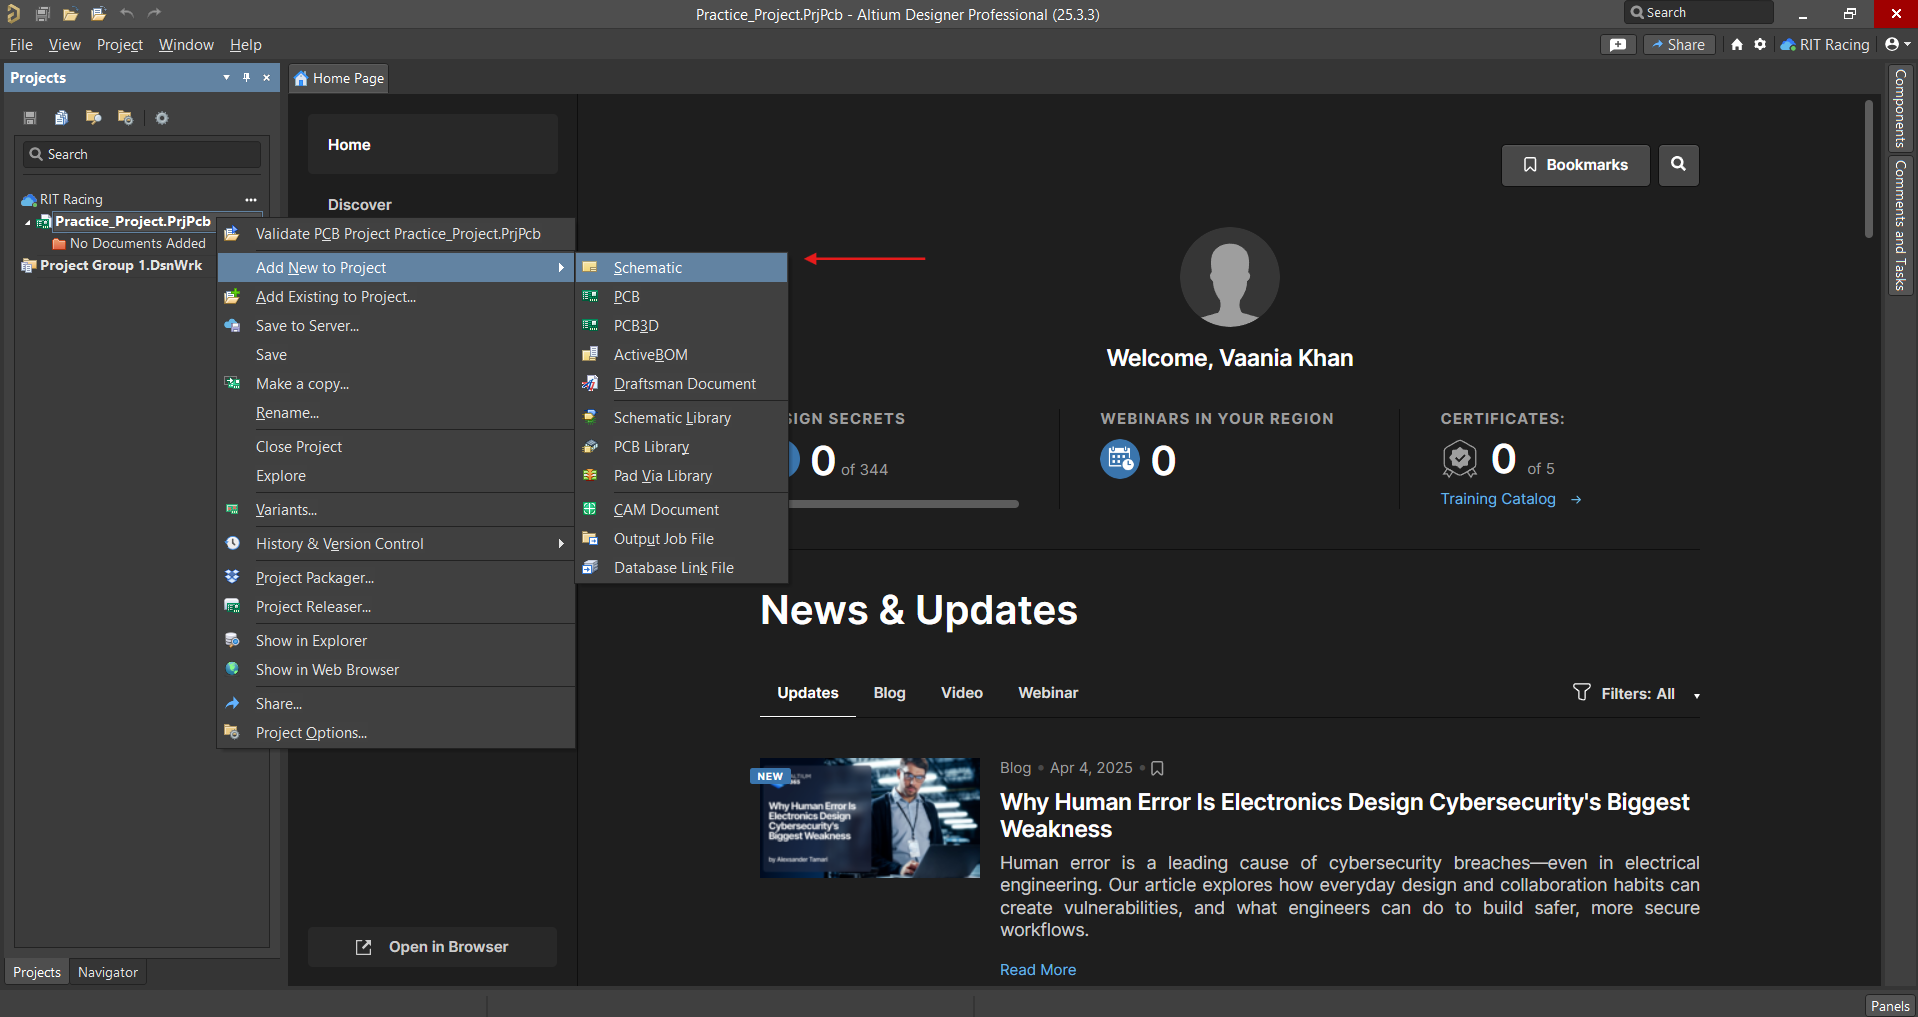 Practice_Project.PrjPcb - Altium Designer Professional (25.3.3)
Search
File View Project Window Help
Share
RIT Racing
Projects
Home Page
Components
Comments and Tasks
Search
RIT Racing
Practice_Project.PrjPcb
No Documents Added
Project Group 1.DsnWrk
Home
Discover
Validate PCB Project Practice_Project.PrjPcb
Add New to Project
Add Existing to Project...
Save to Server...
Save
Make a copy...
Rename...
Close Project
Explore
Variants...
History & Version Control
Project Packager...
Project Releaser...
Show in Explorer
Show in Web Browser
Share...
Project Options...
Schematic
PCB
PCB3D
ActiveBOM
Draftsman Document
Schematic Library
PCB Library
Pad Via Library
CAM Document
Output Job File
Database Link File
Bookmarks
Welcome, Vaania Khan
SIGN SECRETS
0 of 344
WEBINARS IN YOUR REGION
0
CERTIFICATES:
0 of 5
Training Catalog →
News & Updates
Updates Blog Video Webinar
Filters: All
NEW
Why Human Error Is
Electronics Design
Cybersecurity's
Biggest Weakness
by Alexsander Tamari
Blog • Apr 4, 2025 •
Why Human Error Is Electronics Design Cybersecurity's Biggest
Weakness
Human error is a leading cause of cybersecurity breaches—even in electrical
engineering. Our article explores how everyday design and collaboration habits can
create vulnerabilities, and what engineers can do to build safer, more secure
workflows.
Read More
Open in Browser
Projects Navigator
Panels